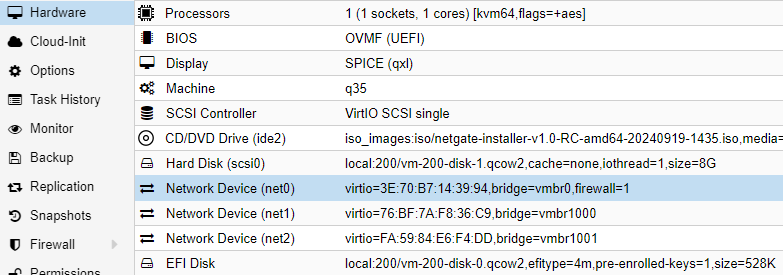 Hardware
Processors 1 (1 sockets, 1 cores) [kvm64,flags=+aes]
Cloud-Init
BIOS OVMF (UEFI)
Options
Display SPICE (qxl)
Machine q35
Task History
SCSI Controller VirtIO SCSI single
Monitor
CD/DVD Drive (ide2) iso_images:iso/netgate-installer-v1.0-RC-amd64-20240919-1435.iso,media=
Backup
Hard Disk (scsi0) local:200/vm-200-disk-1.qcow2,cache=none,iothread=1,size=8G
Replication
Network Device (net0) virtio=3E:70:B7:14:39:94,bridge=vmbr0,firewall=1
Snapshots
Network Device (net1) virtio=76:BF:7A:F8:36:C9,bridge=vmbr1000
Firewall
Network Device (net2) virtio=FA:59:84:E6:F4:DD,bridge=vmbr1001
Permissions
EFI Disk local:200/vm-200-disk-0.qcow2,efitype=4m,pre-enrolled-keys=1,size=528K